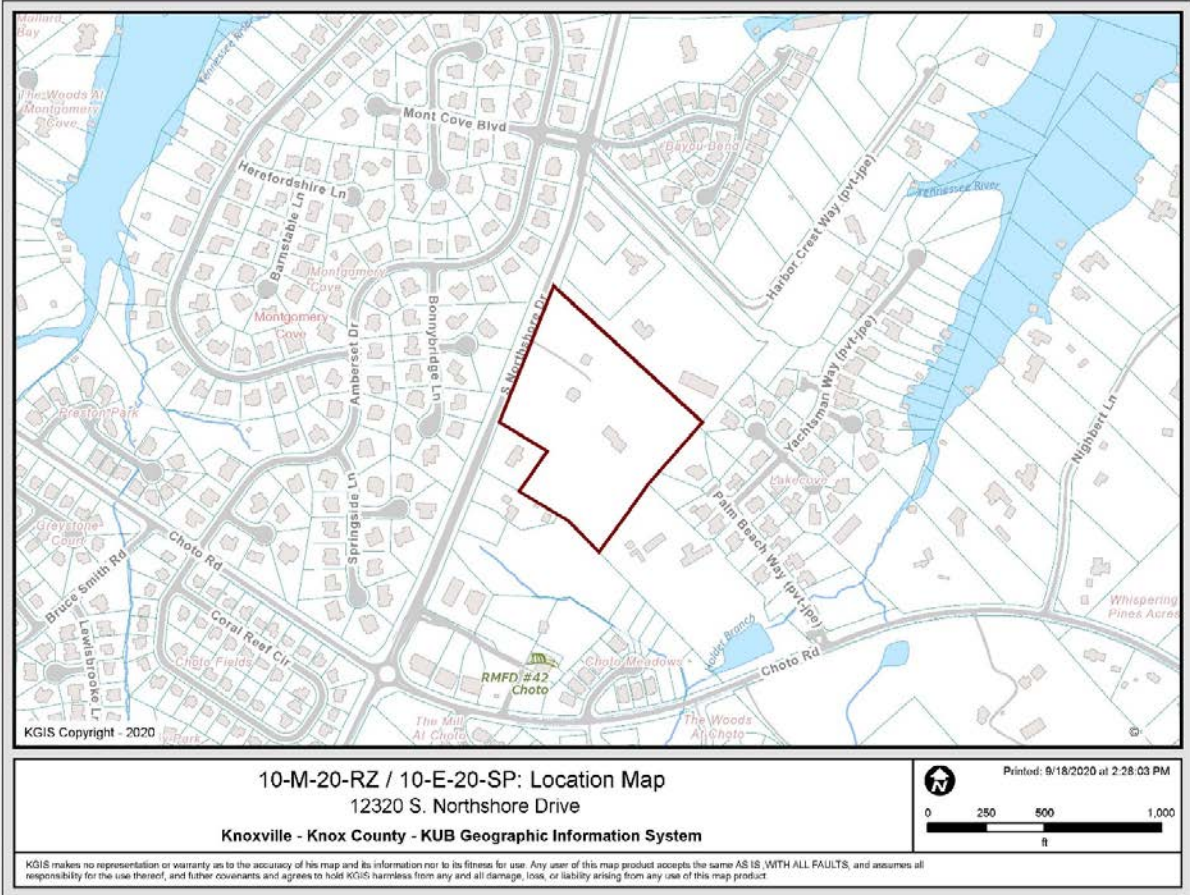 Mallard
Bay
Tennessee River
The Woods At
Montgomery
Cove
Mont Cove Blvd
Bayou Bend
Herefordshire Ln
Barnstable Ln
Montgomery
Cove
Montgomery
Cove
Harbor Crest Way (pvt-jpe)
Tennessee River
S Northshore Dr
Amberset Dr
Bonnybridge Ln
Yachtsman Way (pvt-jpe)
Nighbert Ln
Preston Park
Lakecove
Palm Beach Way (pvt-jpe)
Springside Ln
Greystone
Court
Choto Rd
Bruce Smith Rd
Whispering
Pines Acres
Lewisbrooke Ln
Coral Reef Cir
Choto Fields
Choto Meadows
Choto Rd
RMFD #42
Choto
The Mill
At Choto
The Woods
At Choto
KGIS Copyright - 2020
©
10-M-20-RZ / 10-E-20-SP: Location Map
12320 S. Northshore Drive
Knoxville - Knox County - KUB Geographic Information System
N
Printed: 9/18/2020 at 2:28:03 PM
0 250 500 1,000
ft
KGIS makes no representation or warranty as to the accuracy of his map and its information nor to its fitness for use. Any user of this map product accepts the same AS IS ,WITH ALL FAULTS, and assumes all
responsibility for the use thereof, and futher covenants and agrees to hold KGIS harmless from any and all damage, loss, or liability arising from any use of this map product.